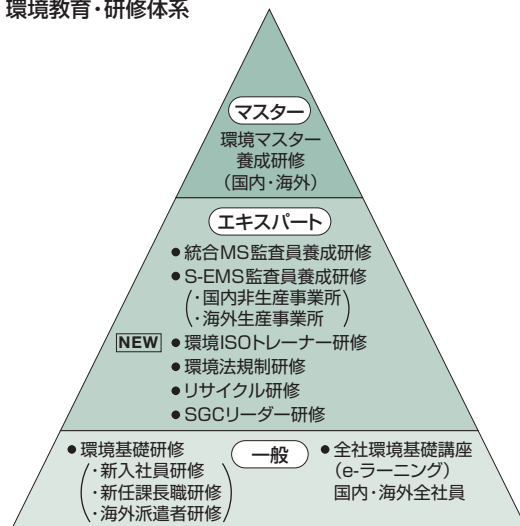 環境教育・研修体系
マスター
環境マスター
養成研修
（国内・海外）
エキスパート
●統合MS監査員養成研修
●S-EMS監査員養成研修
（・国内非生産事業所
・海外生産事業所）
NEW ●環境ISOトレーナー研修
●環境法規制研修
●リサイクル研修
●SGCリーダー研修
一般
●環境基礎研修
（・新入社員研修
・新任課長職研修
・海外派遣者研修）
●全社環境基礎講座
（e-ラーニング）
国内・海外全社員